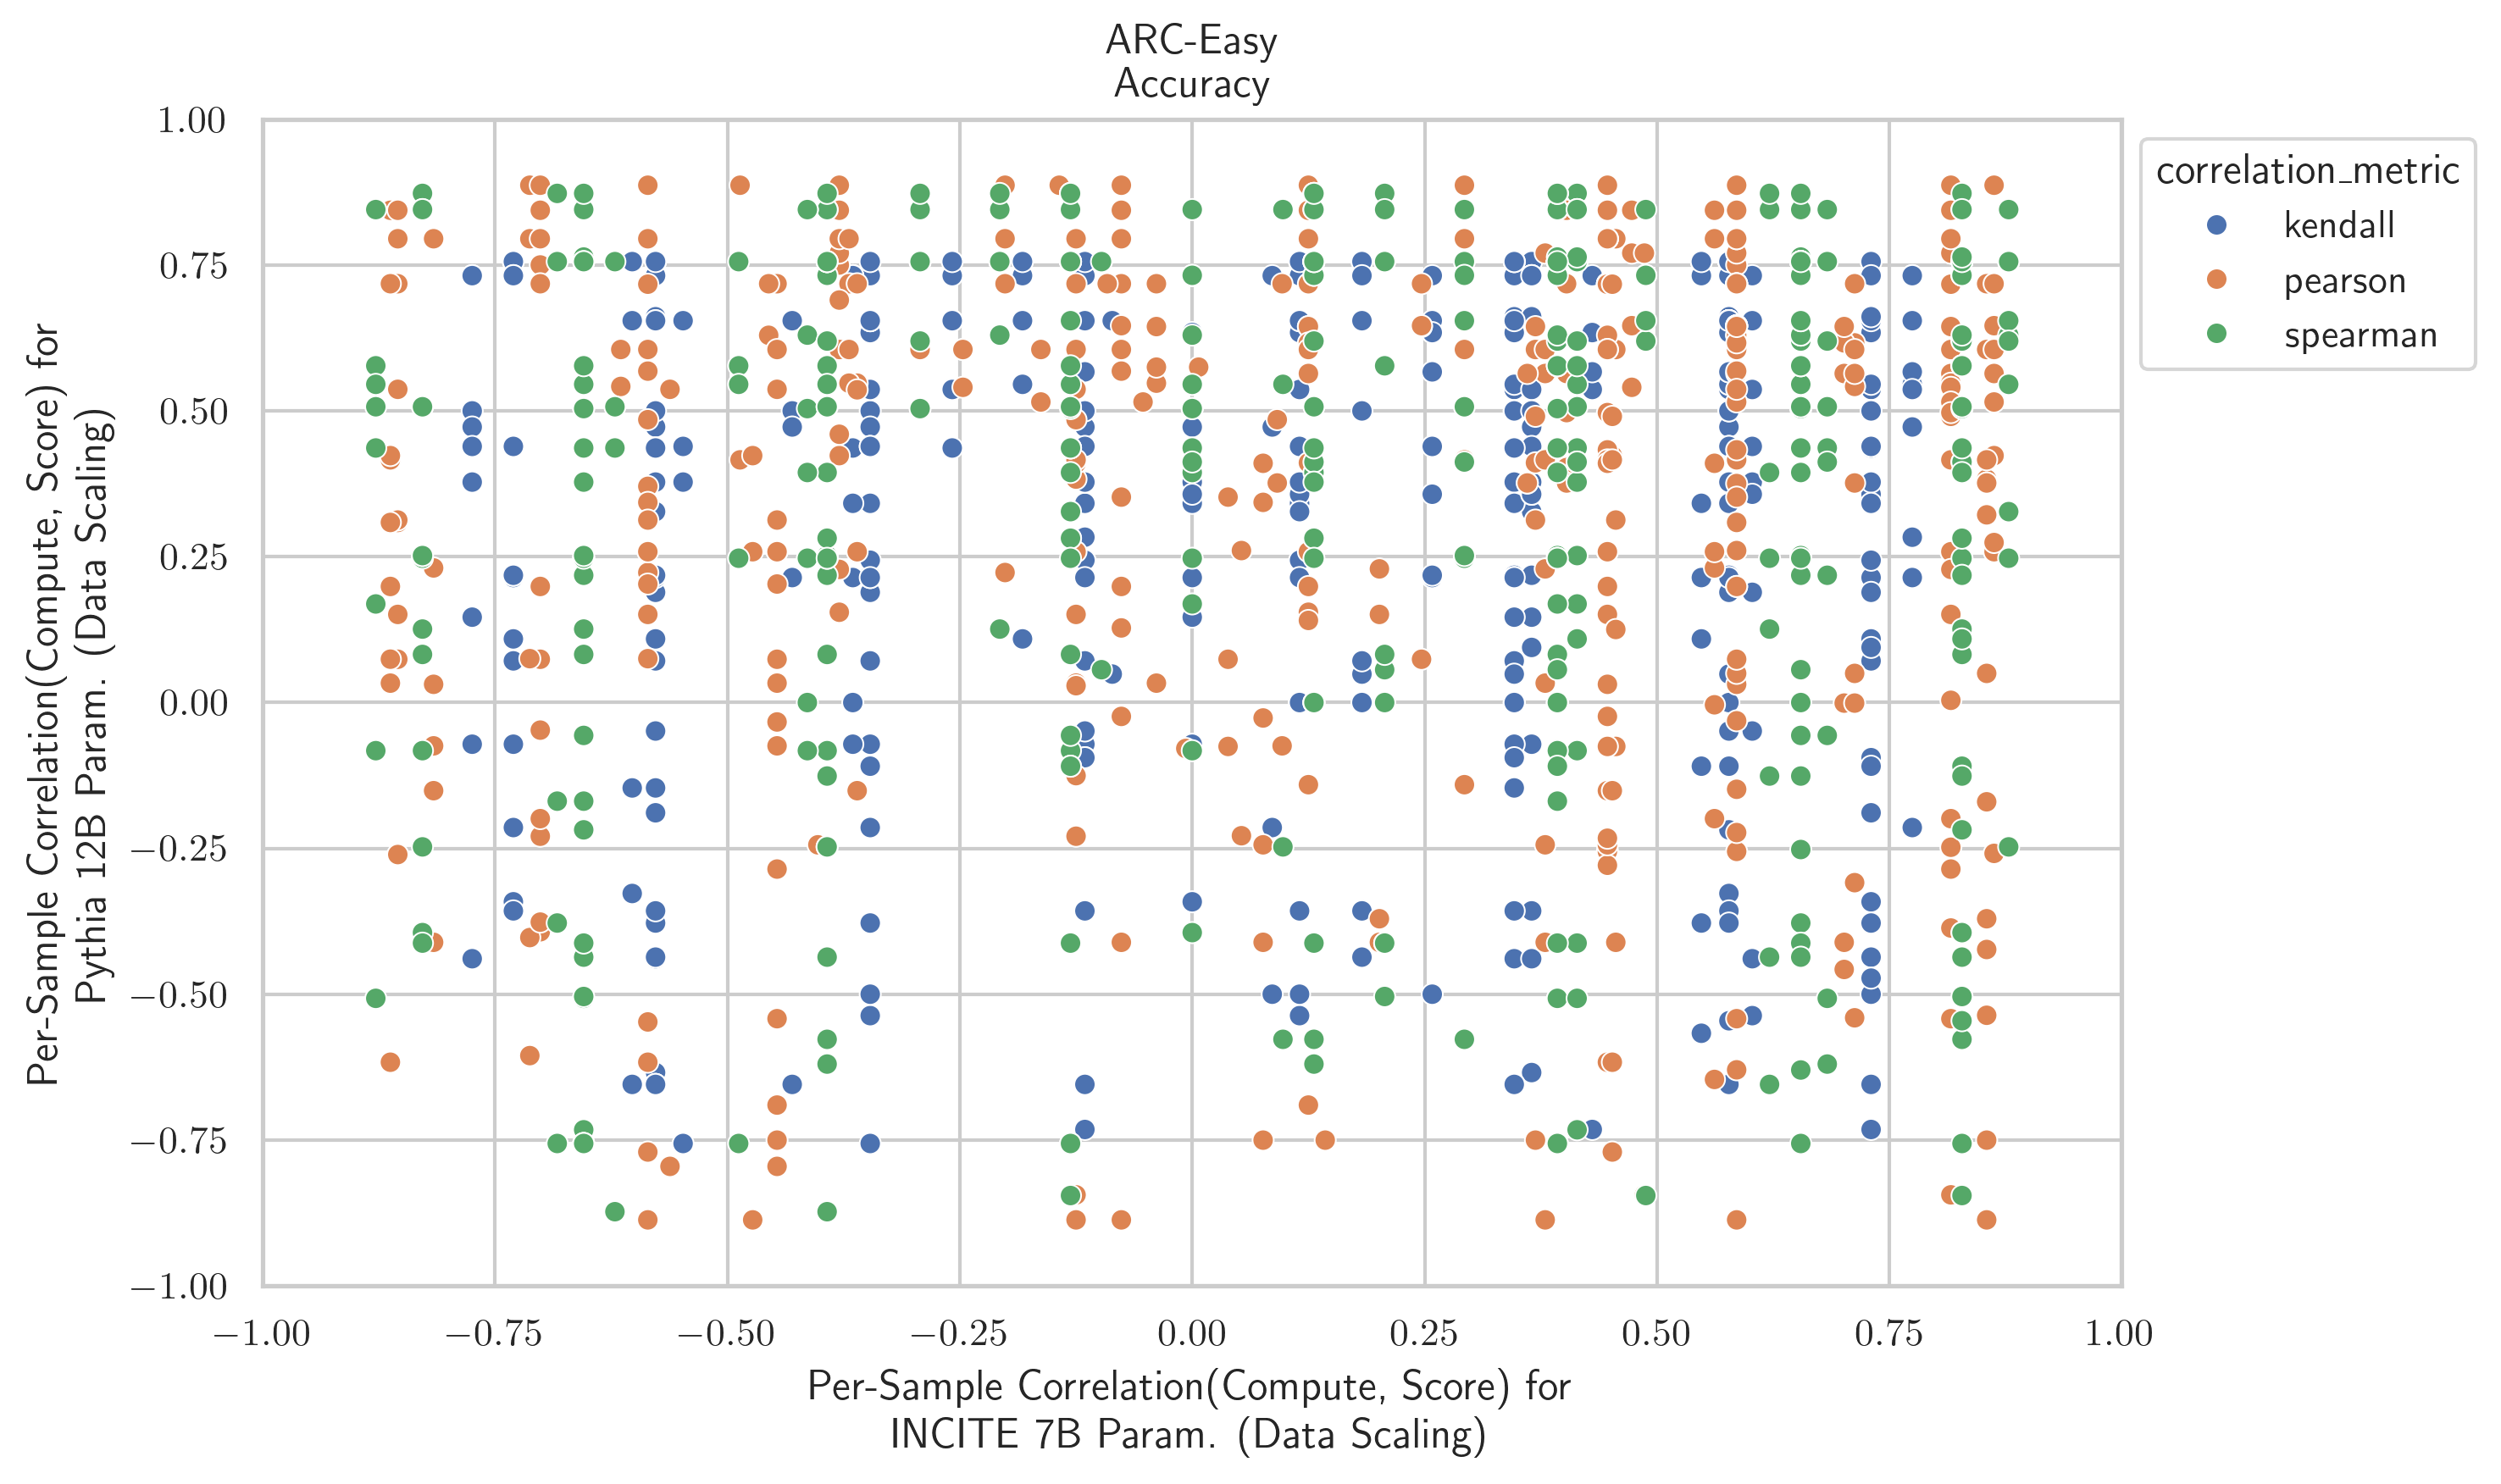 ARC-Easy
Accuracy
Per-Sample Correlation(Compute, Score) for
Pythia 12B Param. (Data Scaling)
1.00
0.75
0.50
0.25
0.00
−0.25
−0.50
−0.75
−1.00
−1.00 −0.75 −0.50 −0.25 0.00 0.25 0.50 0.75 1.00
Per-Sample Correlation(Compute, Score) for
INCITE 7B Param. (Data Scaling)
correlation_metric
kendall
pearson
spearman